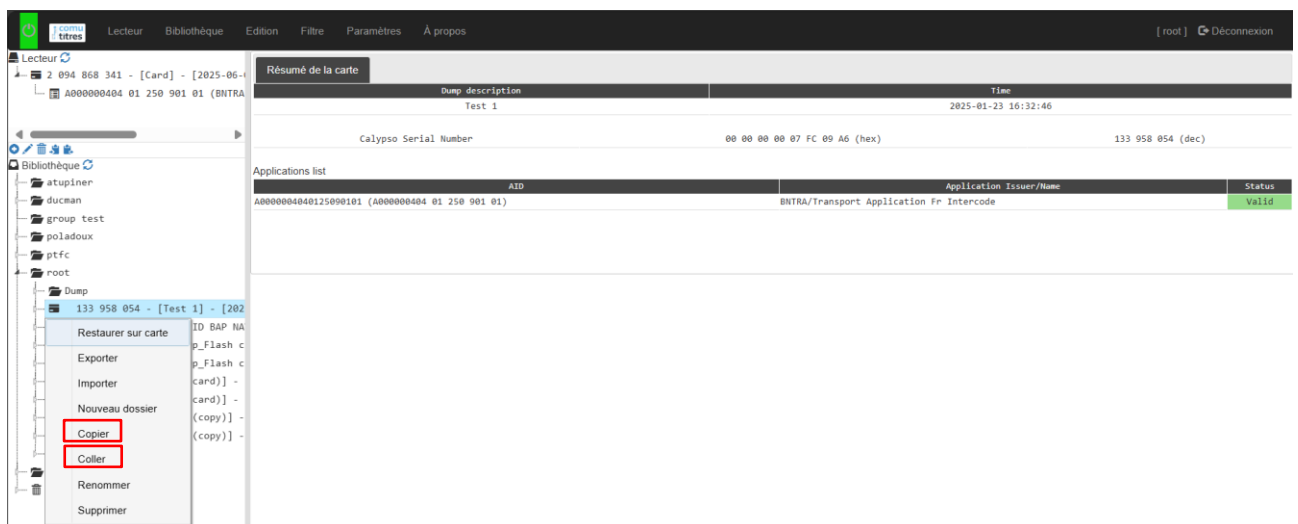 comu titres Lecteur Bibliothèque Edition Filtre Paramètres À propos [ root ] Déconnexion
Lecteur
2 094 868 341 - [Card] - [2025-06-
A000000404 01 250 901 01 (BNTRA
Bibliothèque
atupiner
ducman
group test
poladoux
ptfc
root
Dump
133 958 054 - [Test 1] - [202
ID BAP NA
p_Flash c
p_Flash c
card)] -
card)] -
(copy)] -
(copy)] -
Restaurer sur carte
Exporter
Importer
Nouveau dossier
Copier
Coller
Renommer
Supprimer
Résumé de la carte
Dump description Time
Test 1 2025-01-23 16:32:46
Calypso Serial Number 00 00 00 00 07 FC 09 A6 (hex) 133 958 054 (dec)
Applications list
AID Application Issuer/Name Status
A0000004040125090101 (A000000404 01 250 901 01) BNTRA/Transport Application Fr Intercode Valid